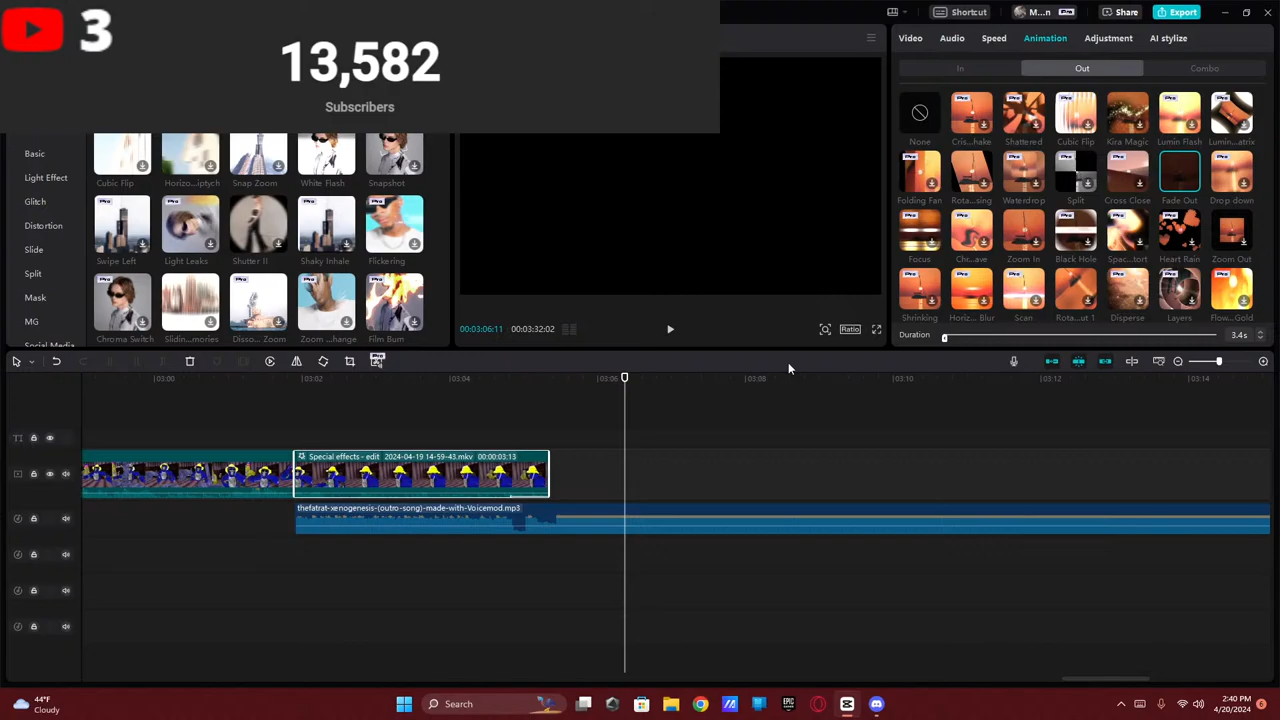 3
13,582
Subscribers
Shortcut
M...n
Pro
Share
Export
Video
Audio
Speed
Animation
Adjustment
AI stylize
In
Out
Combo
None
Cris...hake
Shattered
Cubic Flip
Kira Magic
Lumin Flash
Lumin...atrix
Folding Fan
Rota...sing
Waterdrop
Split
Cross Close
Fade Out
Drop down
Focus
Chr...ave
Zoom In
Black Hole
Spac...tort
Heart Rain
Zoom Out
Shrinking
Horiz... Blur
Scan
Rota...ut 1
Disperse
Layers
Flow...Gold
Duration
3.4s
Basic
Light Effect
Glitch
Distortion
Slide
Split
Mask
MG
Social Media
Cubic Flip
Horizo...iptych
Snap Zoom
White Flash
Snapshot
Swipe Left
Light Leaks
Shutter II
Shaky Inhale
Flickering
Chroma Switch
Slidin...mories
Disso... Zoom
Zoom ...hange
Film Burn
00:03:06:11
00:03:32:02
Ratio
03:00
03:02
03:04
03:06
03:08
03:10
03:12
03:14
Special effects - edit 2024-04-19 14-59-43.mkv 00:00:03:13
thefatrat-xenogenesis-(outro-song)-made-with-Voicemod.mp3
44°F
Cloudy
Search
EPIC
2:40 PM
4/20/2024